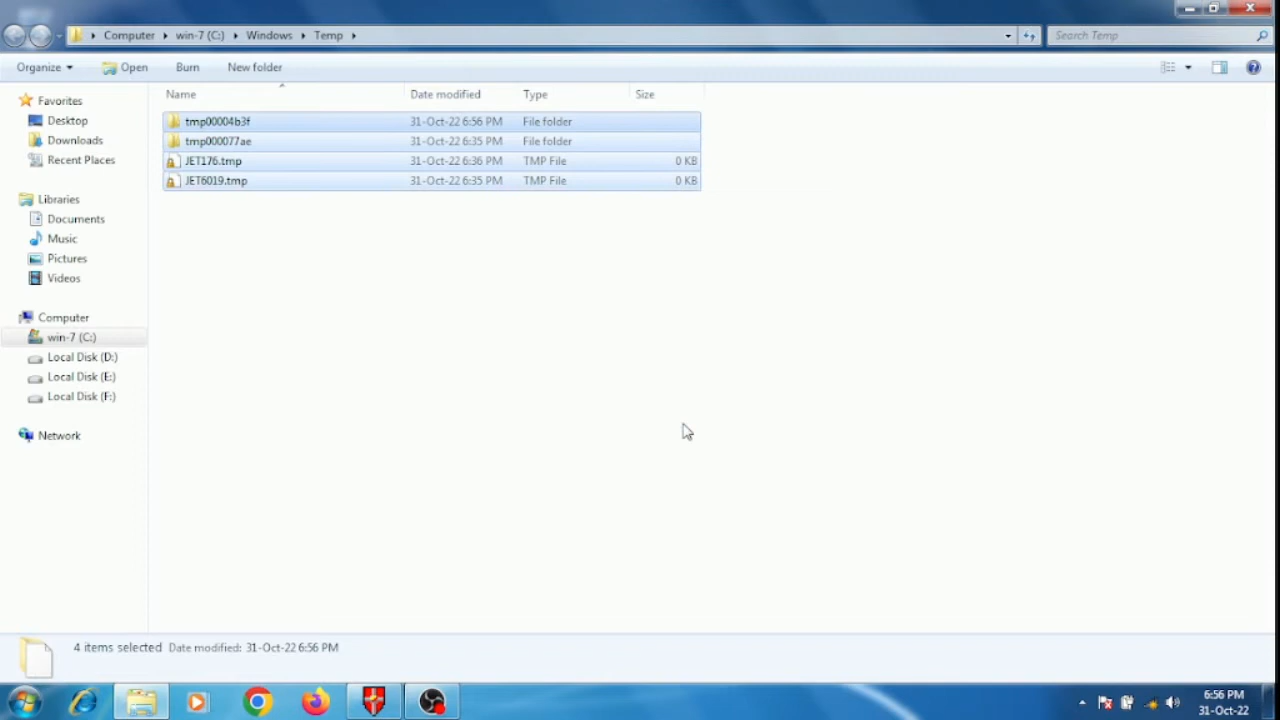 Computer win-7 (C:) Windows Temp Search Temp
Organize Open Burn New folder
Name Date modified Type Size
tmp00004b3f 31-Oct-22 6:56 PM File folder
tmp000077ae 31-Oct-22 6:35 PM File folder
JET176.tmp 31-Oct-22 6:36 PM TMP File 0 KB
JET6019.tmp 31-Oct-22 6:35 PM TMP File 0 KB
Favorites
Desktop
Downloads
Recent Places
Libraries
Documents
Music
Pictures
Videos
Computer
win-7 (C:)
Local Disk (D:)
Local Disk (E:)
Local Disk (F:)
Network
4 items selected Date modified: 31-Oct-22 6:56 PM
6:56 PM
31-Oct-22